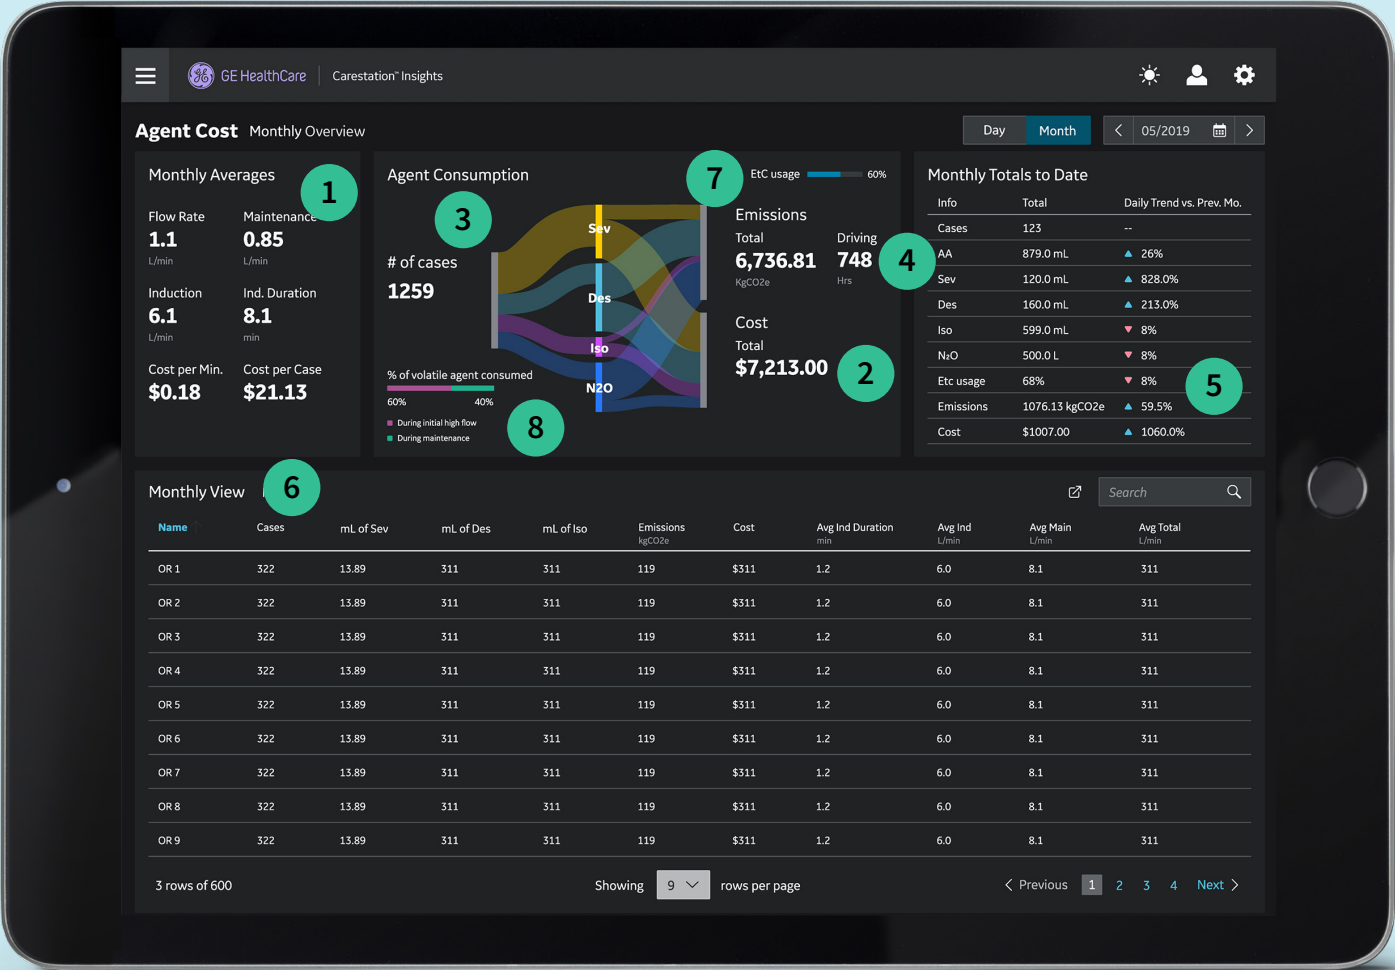 GE HealthCare
Carestation™ Insights
Agent Cost Monthly Overview
Day
Month
05/2019
Monthly Averages
1
Flow Rate
Maintenance
1.1
0.85
L/min
L/min
Induction
Ind. Duration
6.1
8.1
L/min
min
Cost per Min.
Cost per Case
$0.18
$21.13
Agent Consumption
7
EtC usage
60%
3
# of cases
1259
Sev
Des
Iso
N2O
Emissions
Total
Driving
6,736.81
748
4
KgCO2e
Hrs
Cost
Total
$7,213.00
2
% of volatile agent consumed
60%
40%
During initial high flow
During maintenance
8
Monthly Totals to Date
Info Total Daily Trend vs. Prev. Mo.
Cases 123 --
AA 879.0 mL ▲ 26%
Sev 120.0 mL ▲ 828.0%
Des 160.0 mL ▲ 213.0%
Iso 599.0 mL ▼ 8%
N₂O 500.0 L ▼ 8%
Etc usage 68% ▼ 8%
Emissions 1076.13 kgCO2e ▲ 59.5%
Cost $1007.00 ▲ 1060.0%
5
Monthly View
6
Search
Name Cases mL of Sev mL of Des mL of Iso Emissions Cost Avg Ind Duration Avg Ind Avg Main Avg Total
kgCO2e min L/min L/min L/min
OR 1 322 13.89 311 311 119 $311 1.2 6.0 8.1 311
OR 2 322 13.89 311 311 119 $311 1.2 6.0 8.1 311
OR 3 322 13.89 311 311 119 $311 1.2 6.0 8.1 311
OR 4 322 13.89 311 311 119 $311 1.2 6.0 8.1 311
OR 5 322 13.89 311 311 119 $311 1.2 6.0 8.1 311
OR 6 322 13.89 311 311 119 $311 1.2 6.0 8.1 311
OR 7 322 13.89 311 311 119 $311 1.2 6.0 8.1 311
OR 8 322 13.89 311 311 119 $311 1.2 6.0 8.1 311
OR 9 322 13.89 311 311 119 $311 1.2 6.0 8.1 311
3 rows of 600
Showing 9 rows per page
Previous 1 2 3 4 Next